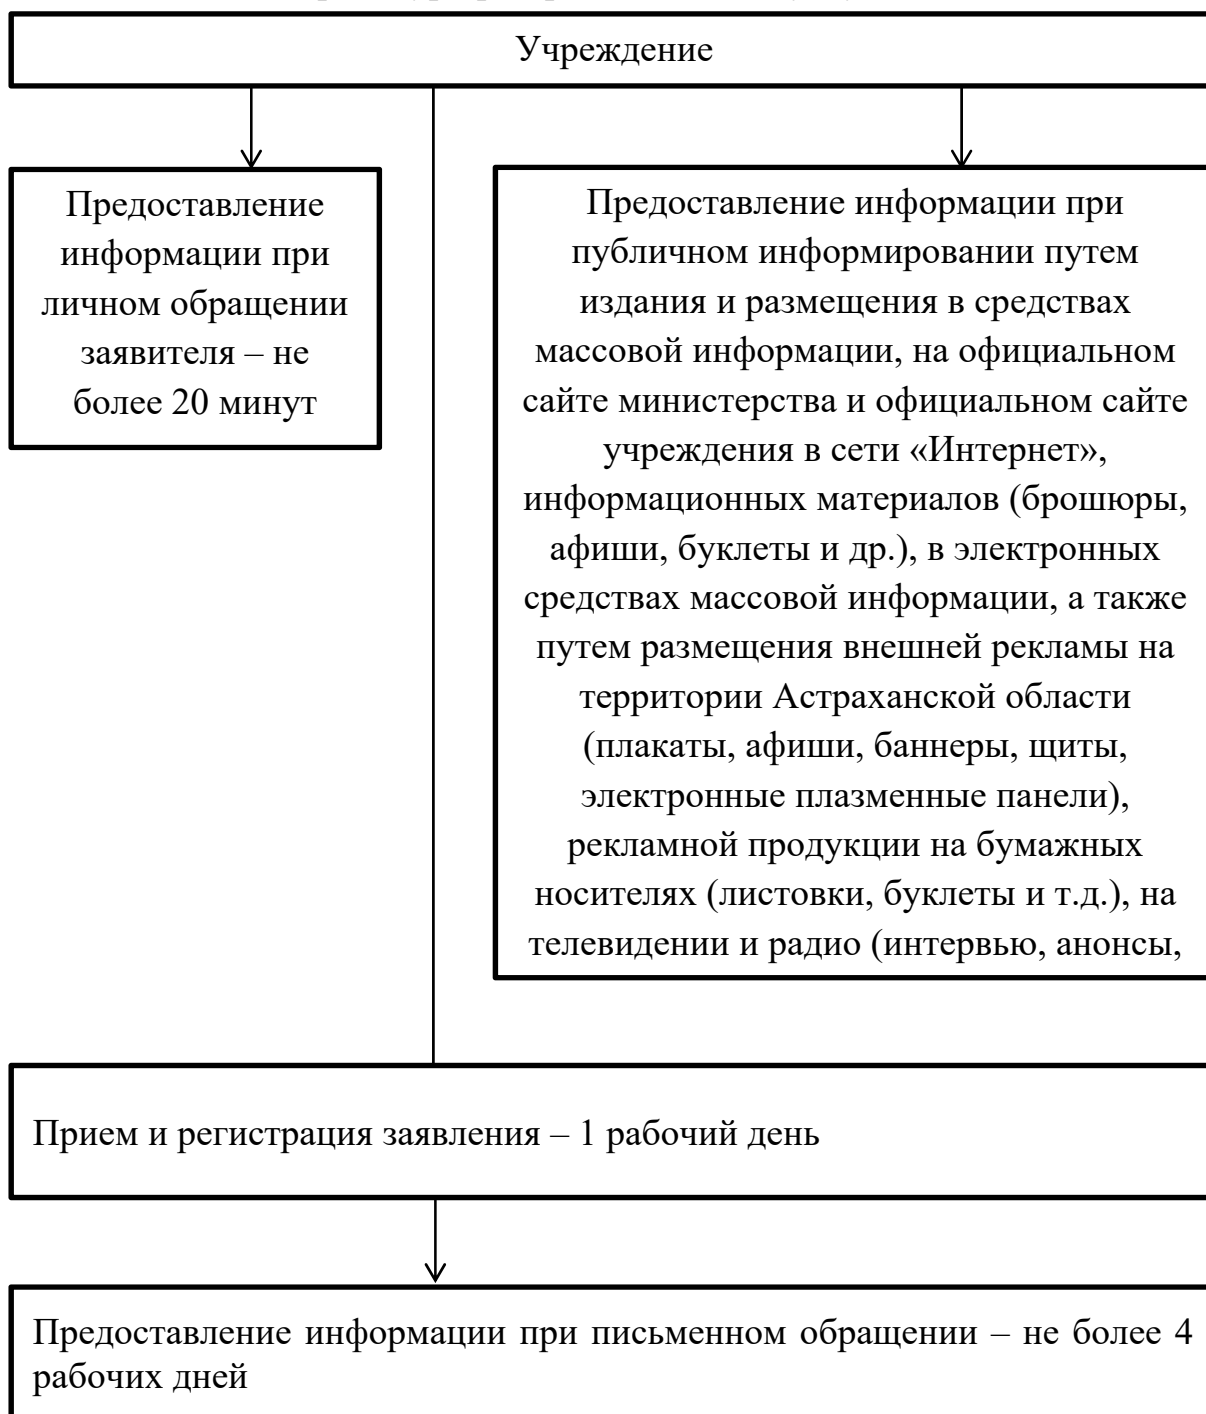 Учреждение
Предоставление
информации при
личном обращении
заявителя – не
более 20 минут
Предоставление информации при
публичном информировании путем
издания и размещения в средствах
массовой информации, на официальном
сайте министерства и официальном сайте
учреждения в сети «Интернет»,
информационных материалов (брошюры,
афиши, буклеты и др.), в электронных
средствах массовой информации, а также
путем размещения внешней рекламы на
территории Астраханской области
(плакаты, афиши, баннеры, щиты,
электронные плазменные панели),
рекламной продукции на бумажных
носителях (листовки, буклеты и т.д.), на
телевидении и радио (интервью, анонсы,
Прием и регистрация заявления – 1 рабочий день
Предоставление информации при письменном обращении – не более 4
рабочих дней